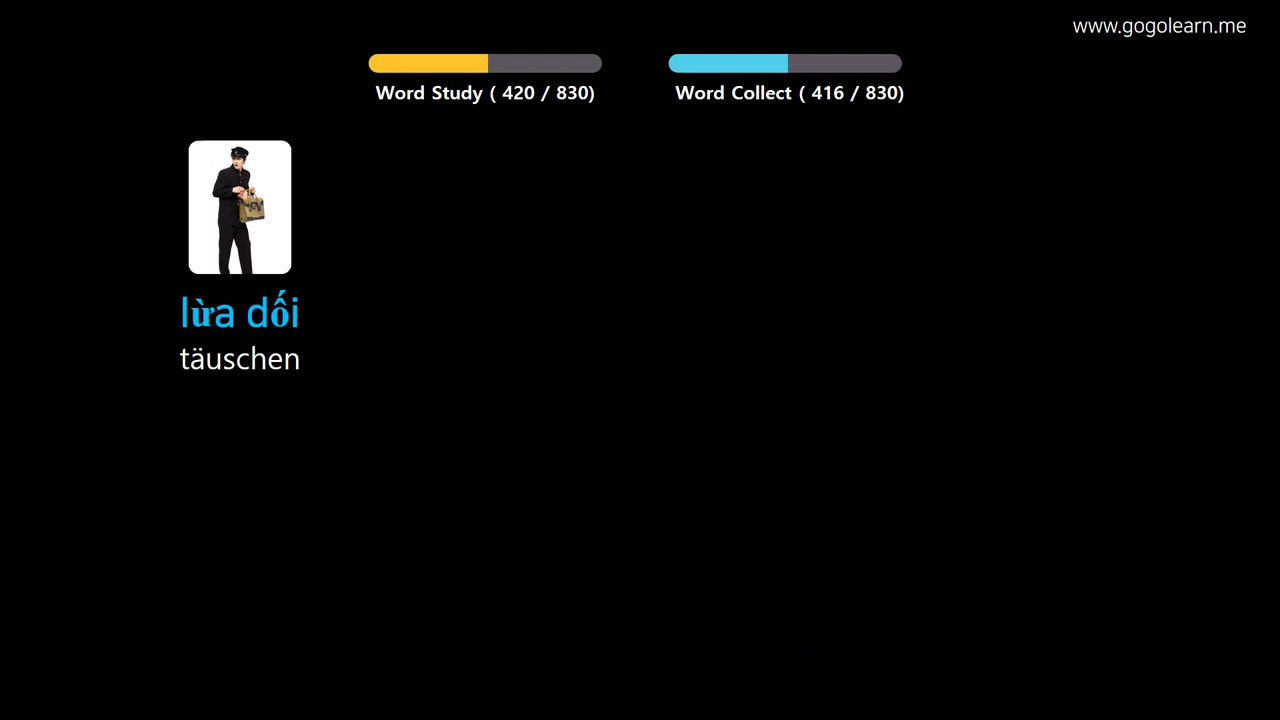 www.gogolearn.me
Word Study ( 420 / 830)
Word Collect ( 416 / 830)
lừa dối
täuschen